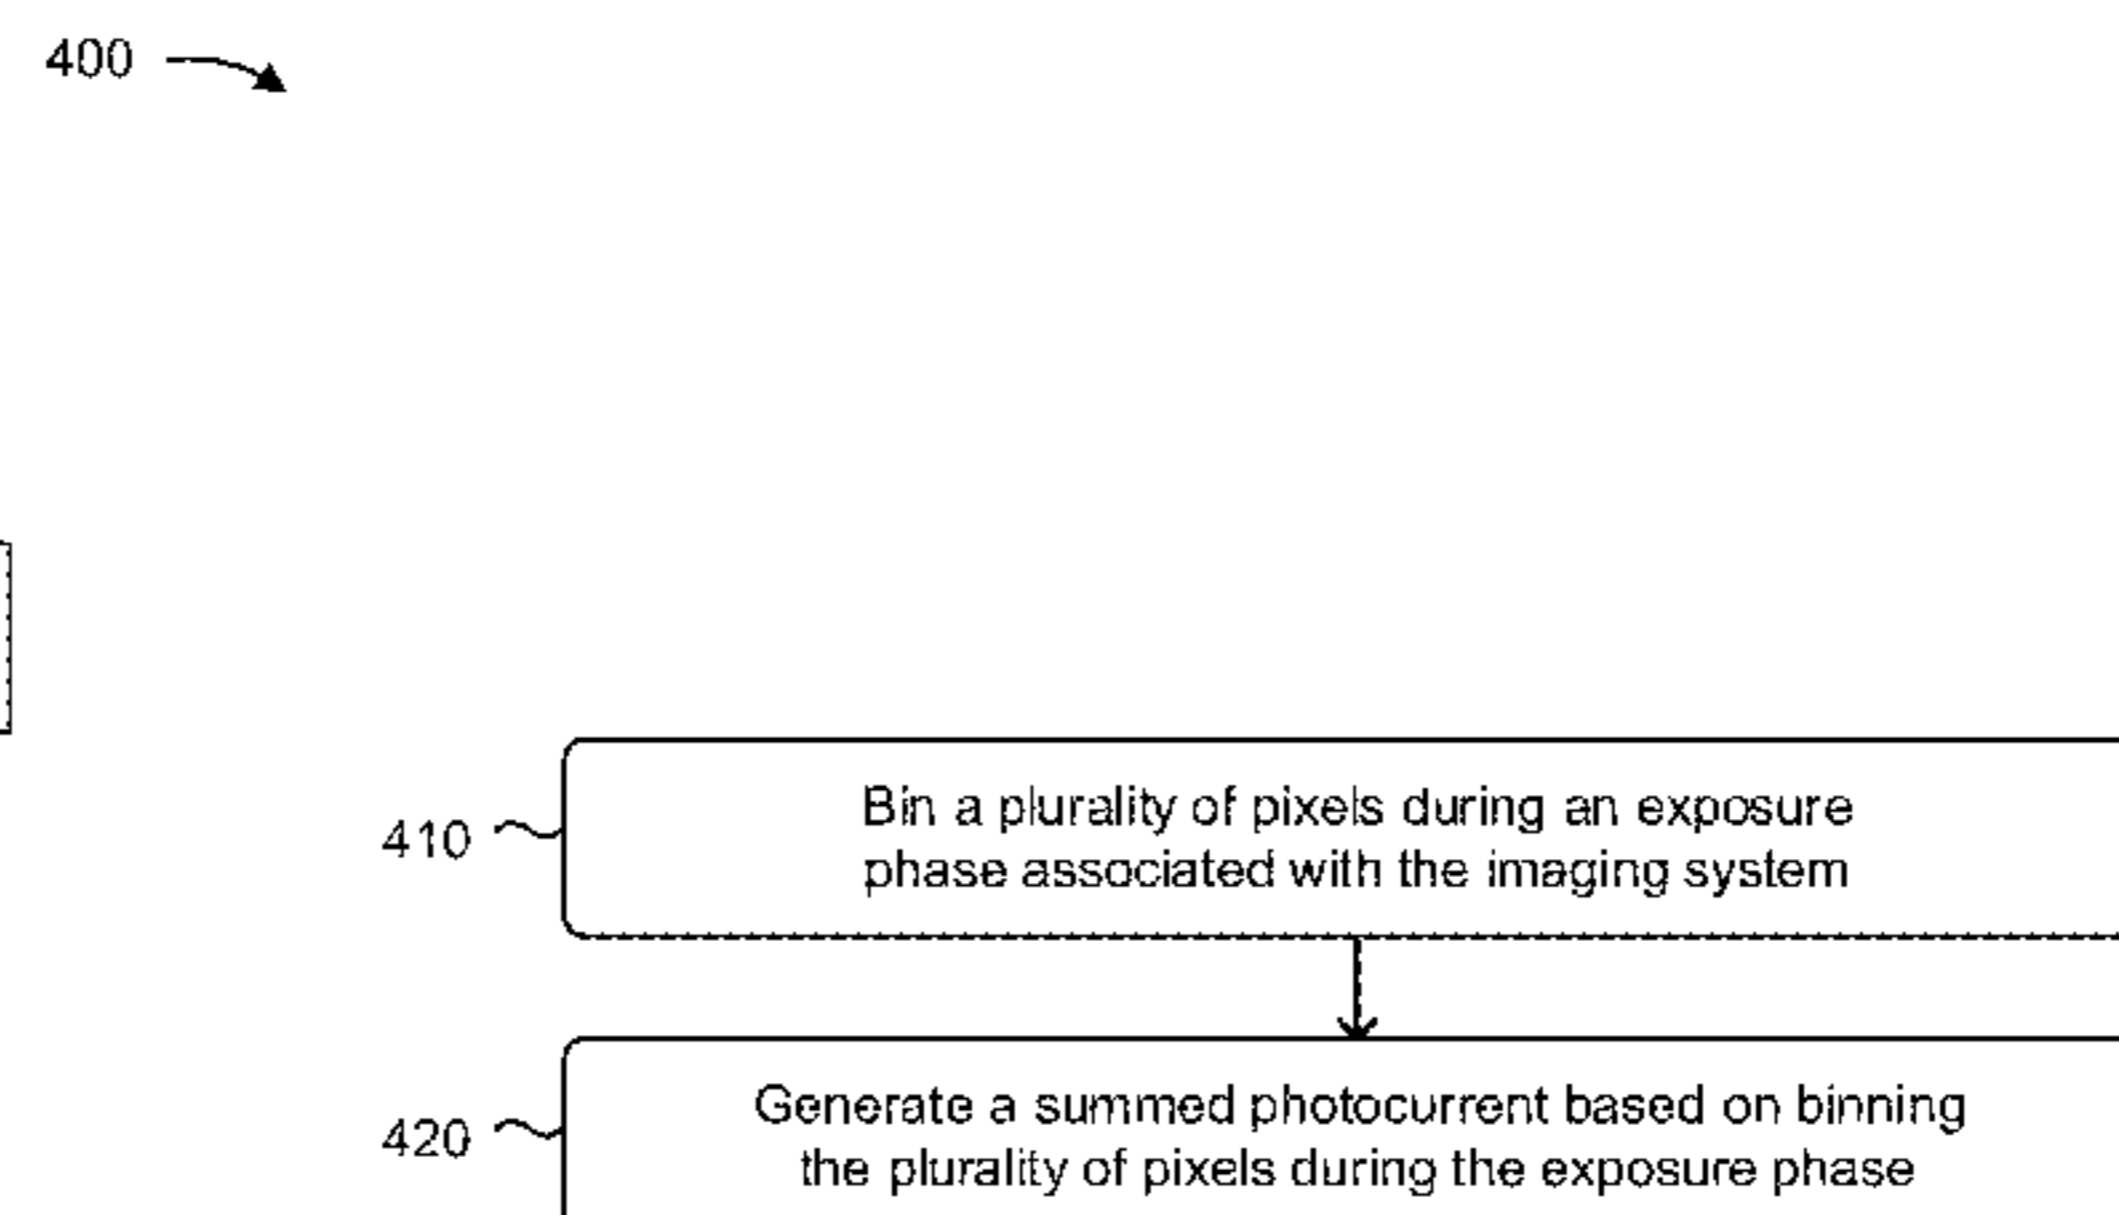 400
410
Bin a plurality of pixels during an exposure
phase associated with the imaging system
420
Generate a summed photocurrent based on binning
the plurality of pixels during the exposure phase